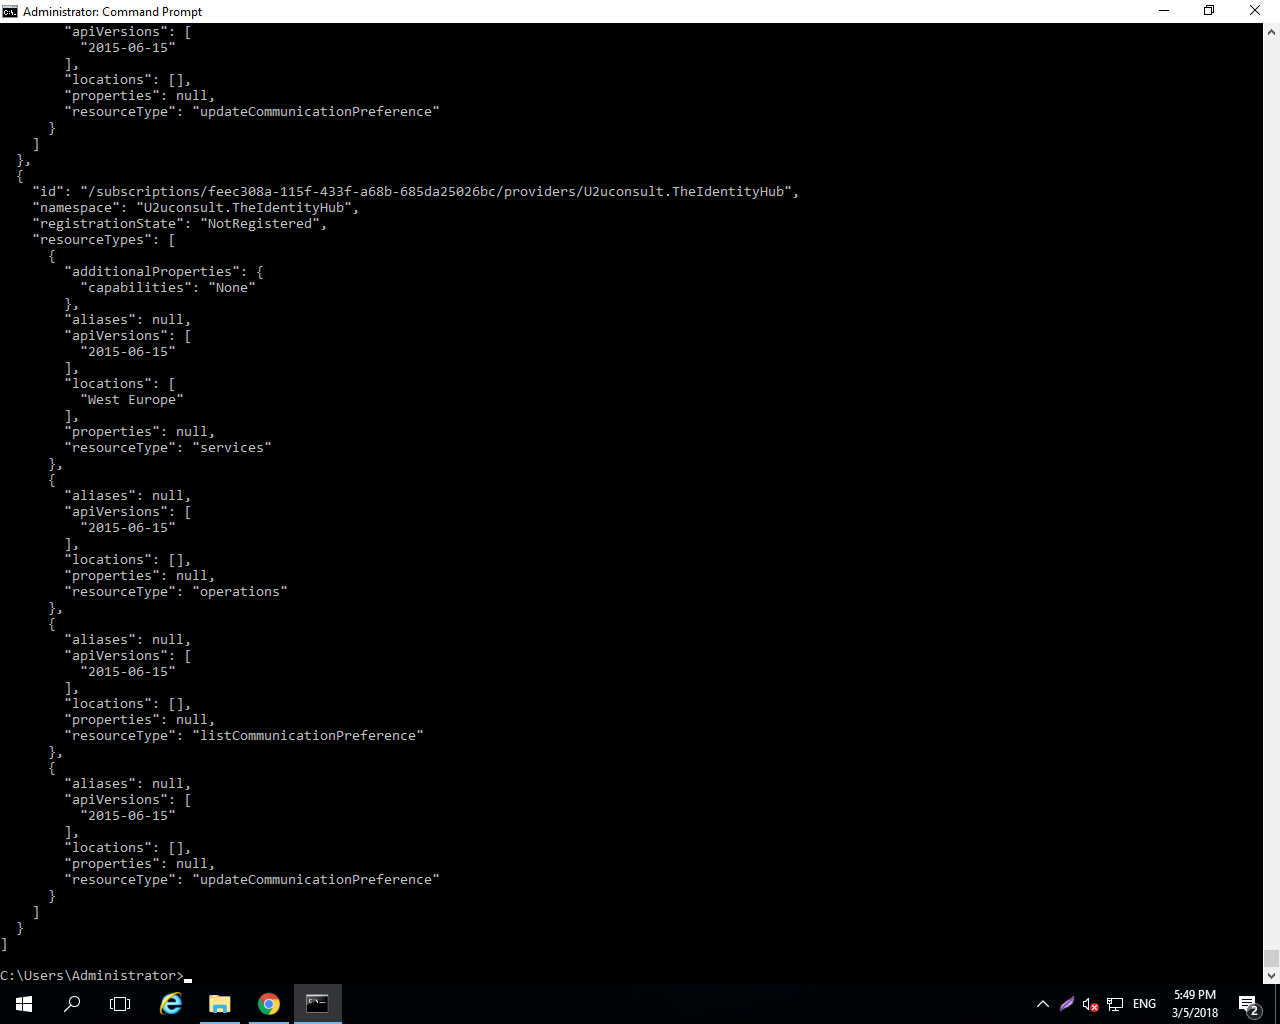 Administrator: Command Prompt
        "apiVersions": [
          "2015-06-15"
        ],
        "locations": [],
        "properties": null,
        "resourceType": "updateCommunicationPreference"
      }
    ]
  },
  {
    "id": "/subscriptions/feec308a-115f-433f-a68b-685da25026bc/providers/U2uconsult.TheIdentityHub",
    "namespace": "U2uconsult.TheIdentityHub",
    "registrationState": "NotRegistered",
    "resourceTypes": [
      {
        "additionalProperties": {
          "capabilities": "None"
        },
        "aliases": null,
        "apiVersions": [
          "2015-06-15"
        ],
        "locations": [
          "West Europe"
        ],
        "properties": null,
        "resourceType": "services"
      },
      {
        "aliases": null,
        "apiVersions": [
          "2015-06-15"
        ],
        "locations": [],
        "properties": null,
        "resourceType": "operations"
      },
      {
        "aliases": null,
        "apiVersions": [
          "2015-06-15"
        ],
        "locations": [],
        "properties": null,
        "resourceType": "listCommunicationPreference"
      },
      {
        "aliases": null,
        "apiVersions": [
          "2015-06-15"
        ],
        "locations": [],
        "properties": null,
        "resourceType": "updateCommunicationPreference"
      }
    ]
  }
]
C:\Users\Administrator>
ENG
5:49 PM
3/5/2018
2